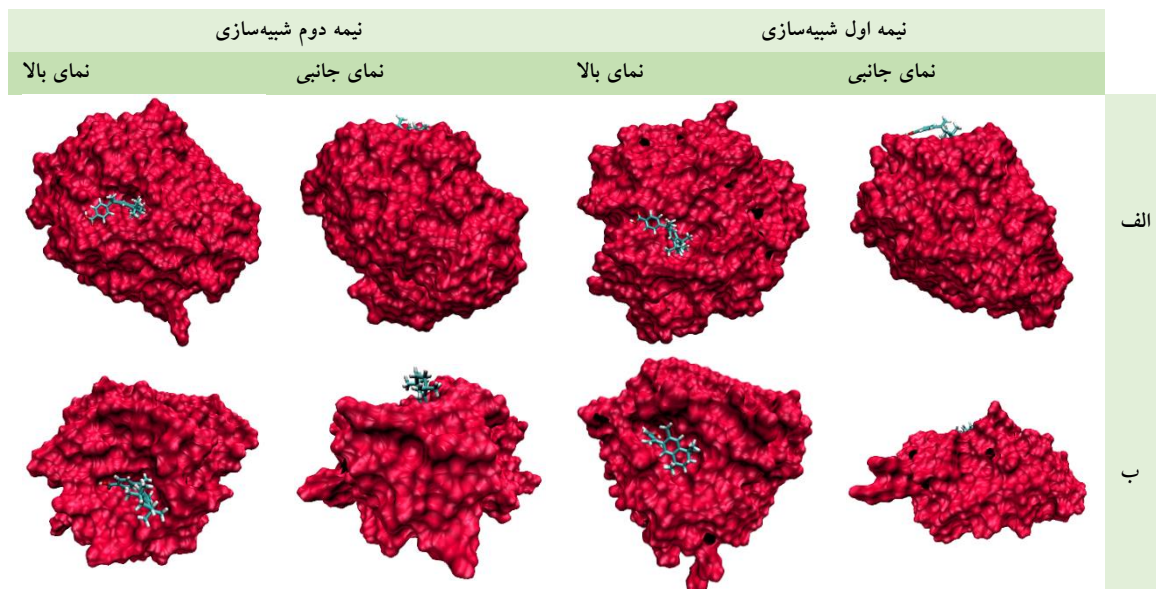 نیمه اول شبیه‌سازی نیمه دوم شبیه‌سازی
نمای جانبی نمای بالا نمای جانبی نمای بالا
الف
ب